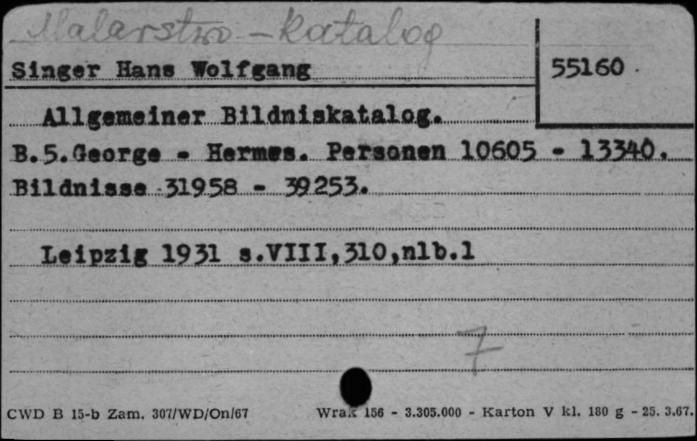 Malarstwo - katalog
Singer Hans Wolfgang
55160
Allgemeiner Bildniskatalog.
B.5.George - Hermes. Personen 10605 - 13340.
Bildnisse 31958 - 39253.
Leipzig 1931 s.VIII,310,nlb.1
7
CWD B 15-b Zam. 307/WD/On/67 Wrak 156 - 3.305.000 - Karton V kl. 180 g - 25. 3.67.